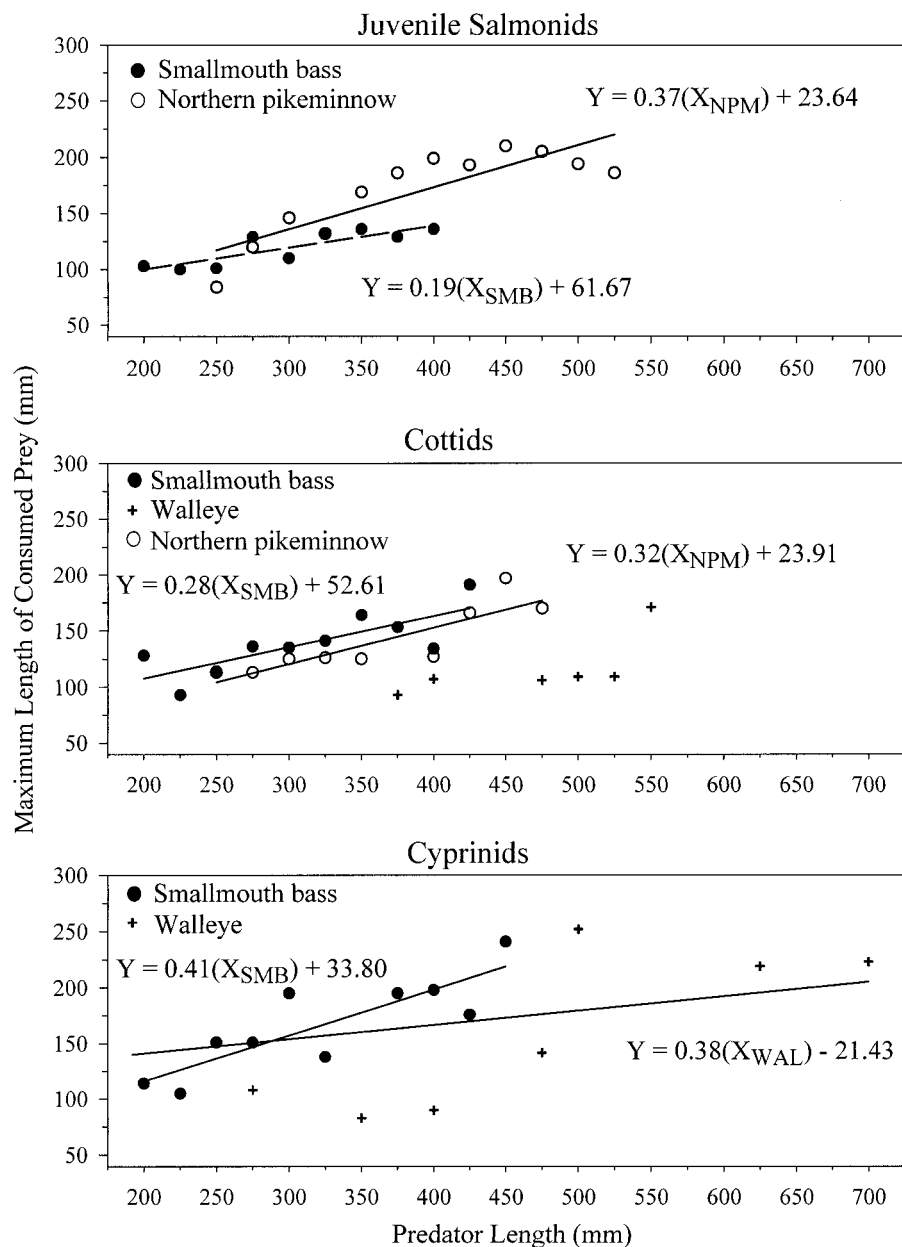 Juvenile Salmonids
300
250
200
150
100
50
Smallmouth bass
Northern pikeminnow
Y = 0.37(X_NPM) + 23.64
Y = 0.19(X_SMB) + 61.67
200 250 300 350 400 450 500 550 600 650 700
Maximum Length of Consumed Prey (mm)
Cottids
300
250
200
150
100
50
Smallmouth bass
Walleye
Northern pikeminnow
Y = 0.32(X_NPM) + 23.91
Y = 0.28(X_SMB) + 52.61
200 250 300 350 400 450 500 550 600 650 700
Cyprinids
300
250
200
150
100
50
Smallmouth bass
Walleye
Y = 0.41(X_SMB) + 33.80
Y = 0.38(X_WAL) - 21.43
200 250 300 350 400 450 500 550 600 650 700
Predator Length (mm)